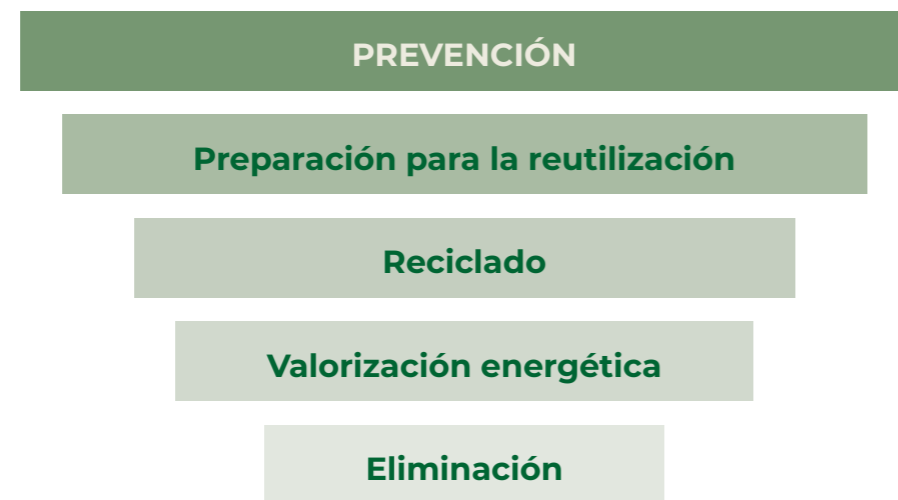 PREVENCIÓN
Preparación para la reutilización
Reciclado
Valorización energética
Eliminación